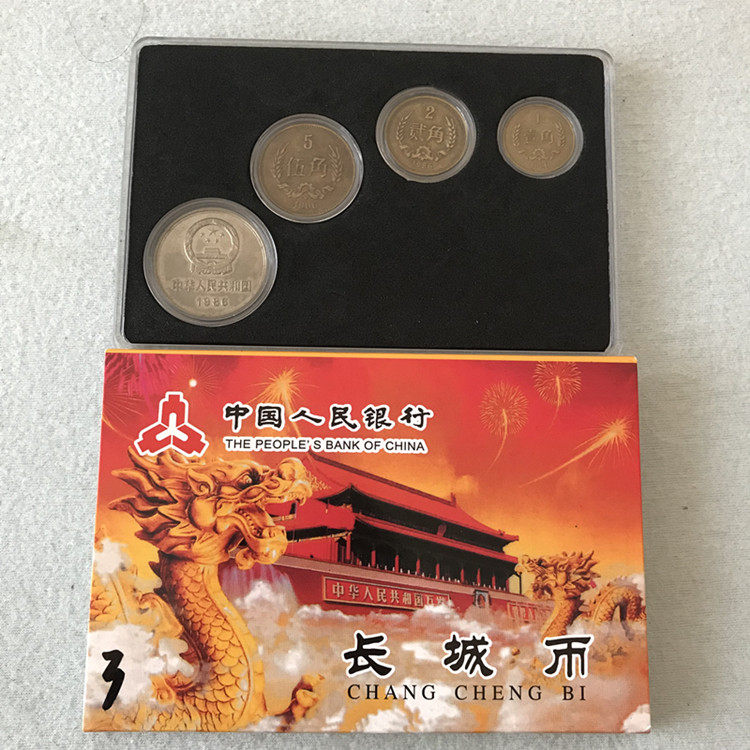 1
壹角
2
贰角
5
伍角
1986
中华人民共和国
1986
中国人民银行
THE PEOPLE'S BANK OF CHINA
中华人民共和国万岁
长城币
CHANG CHENG BI
3